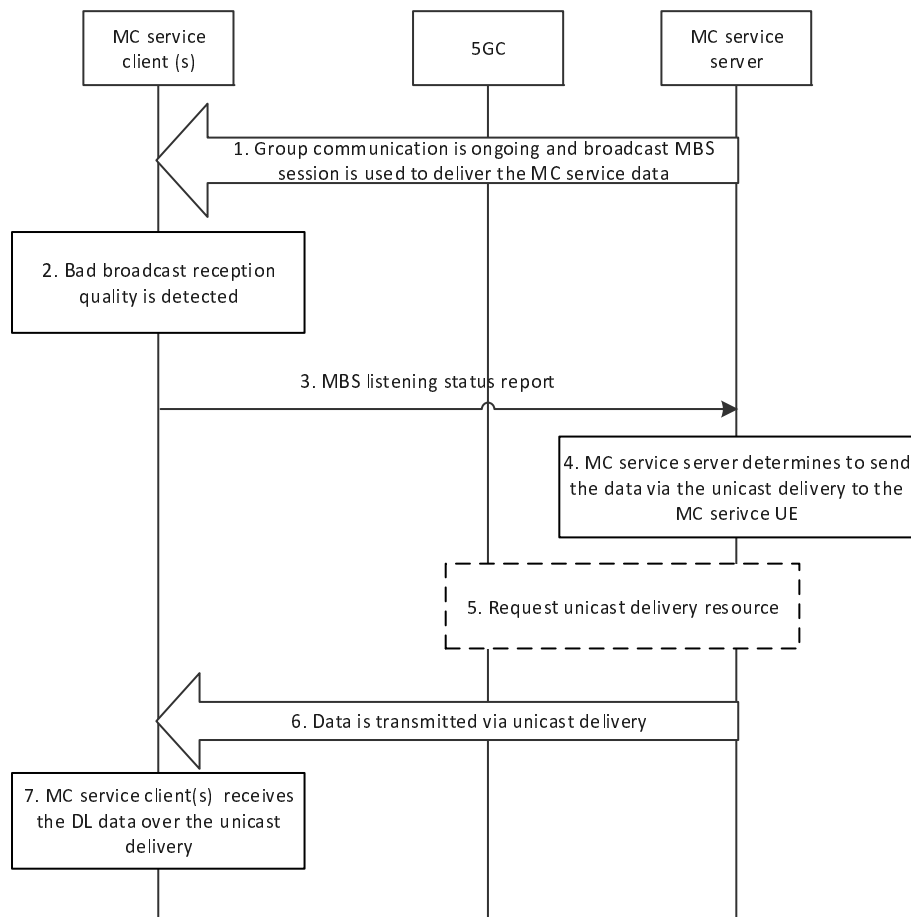 MC service
client (s)
5GC
MC service
server
1. Group communication is ongoing and broadcast MBS
session is used to deliver the MC service data
2. Bad broadcast reception
quality is detected
3. MBS listening status report
4. MC service server determines to send
the data via the unicast delivery to the
MC serivce UE
5. Request unicast delivery resource
6. Data is transmitted via unicast delivery
7. MC service client(s) receives
the DL data over the unicast
delivery